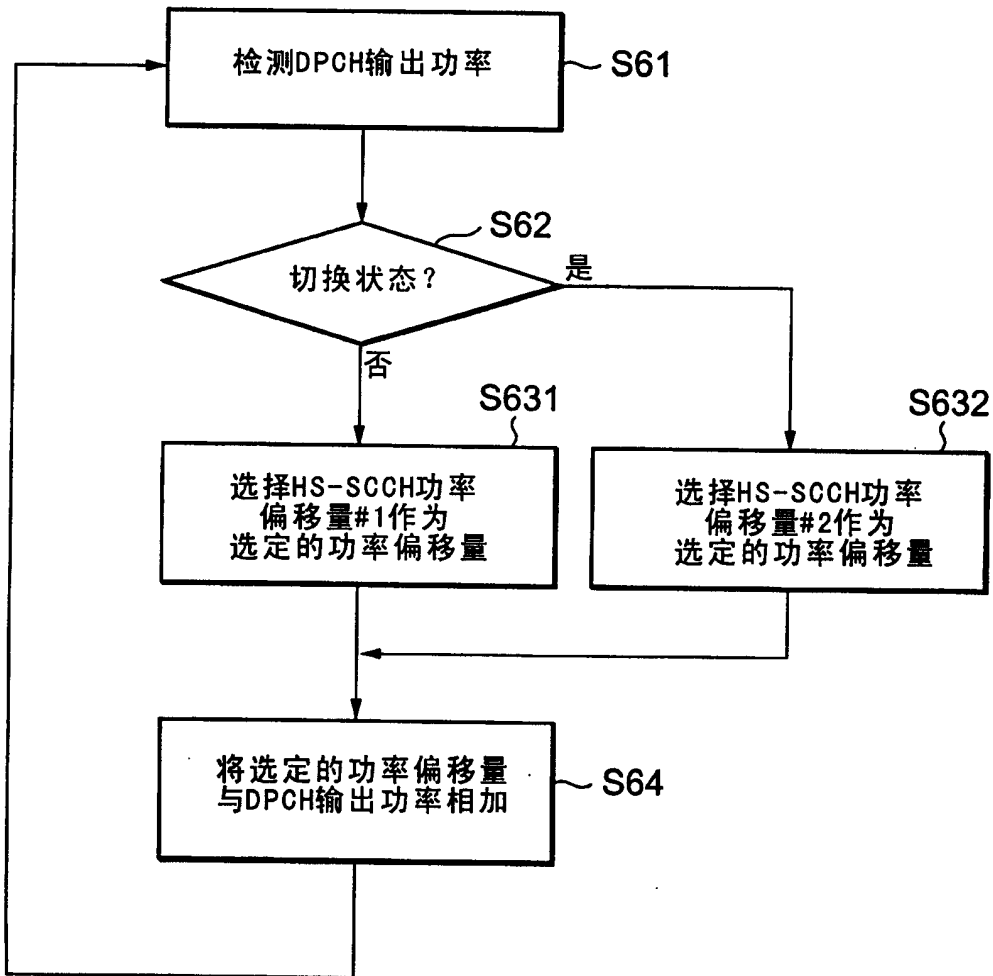 检测DPCH输出功率
S61
S62
切换状态?
是
否
S631
选择HS-SCCH功率
偏移量#1作为
选定的功率偏移量
S632
选择HS-SCCH功率
偏移量#2作为
选定的功率偏移量
将选定的功率偏移量
与DPCH输出功率相加
S64